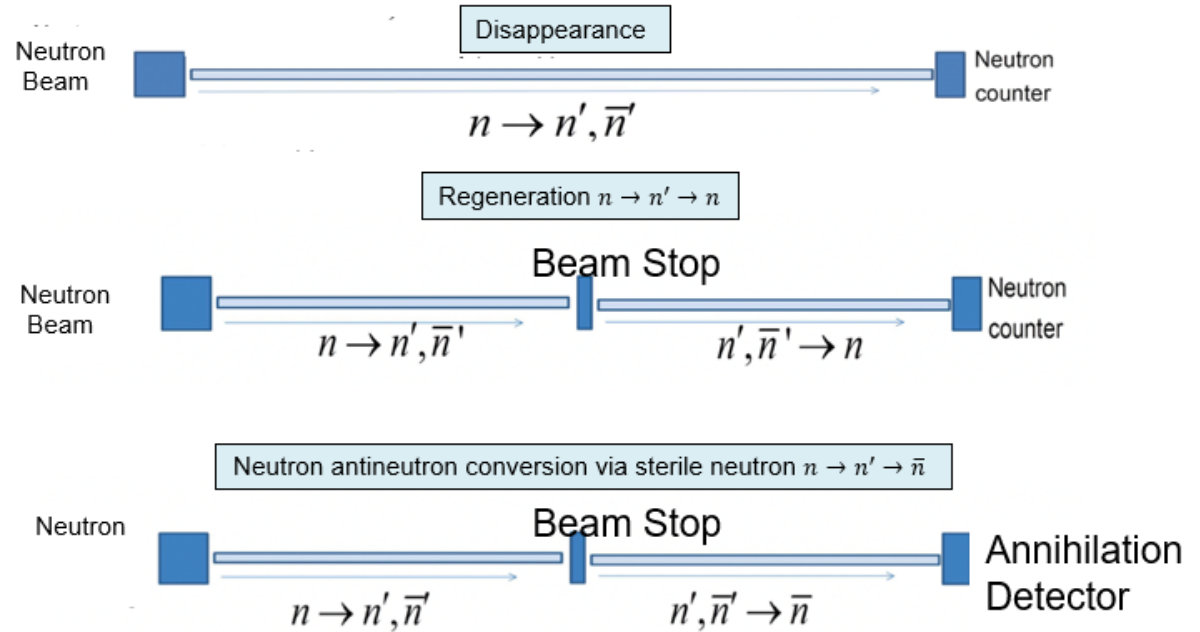 Disappearance
Neutron
Beam
Neutron
counter
n → n′, n̅′
Regeneration n → n′ → n
Beam Stop
Neutron
Beam
Neutron
counter
n → n′, n̅'
n′, n̅' → n
Neutron antineutron conversion via sterile neutron n → n′ → n̅
Beam Stop
Neutron
Annihilation
Detector
n → n′, n̅′
n′, n̅′ → n̅